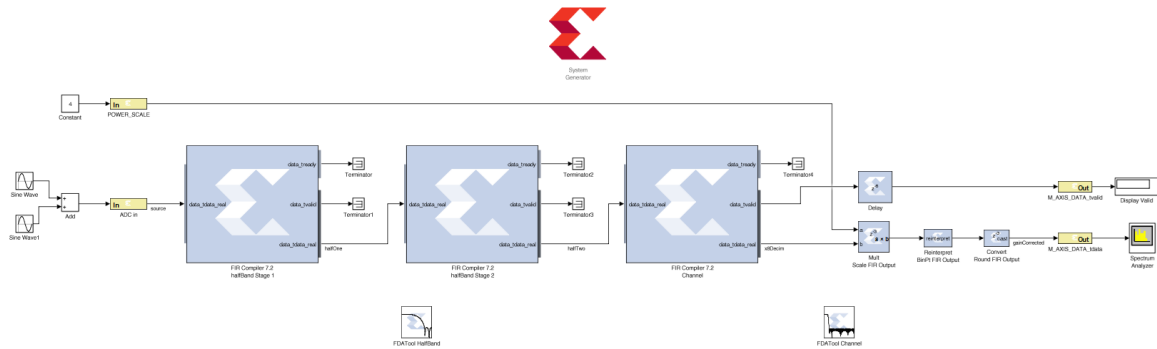 System
Generator
4
Constant
In
POWER_SCALE
Sine Wave
Sine Wave1
+
+
Add
In
ADC in
source
data_tdata_real
data_tready
data_tvalid
data_tdata_real
FIR Compiler 7.2
halfBand Stage 1
Terminator
Terminator1
halfOne
data_tdata_real
data_tready
data_tvalid
data_tdata_real
FIR Compiler 7.2
halfBand Stage 2
Terminator2
Terminator3
halfTwo
data_tdata_real
data_tready
data_tvalid
data_tdata_real
FIR Compiler 7.2
Channel
Terminator4
Delay
a
b
a × b
Mult
Scale FIR Output
reinterpret
Reinterpret
BinPt FIR Output
cast
Convert
Round FIR Output
gainCorrected
Out
M_AXIS_DATA_tvalid
Display Valid
Out
M_AXIS_DATA_tdata
Spectrum
Analyzer
FDATool HalfBand
FDATool Channel